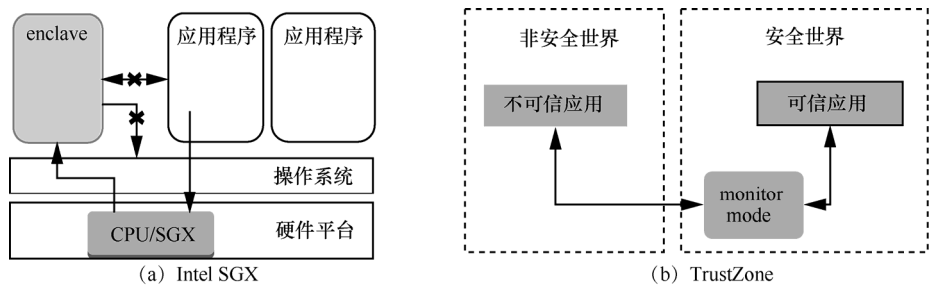 enclave
应用程序
应用程序
操作系统
硬件平台
CPU/SGX
(a) Intel SGX
非安全世界
安全世界
不可信应用
可信应用
monitor
mode
(b) TrustZone